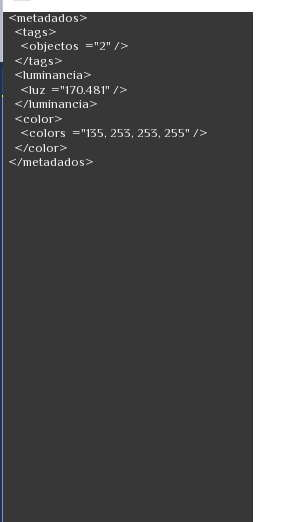 <metadados>
<tags>
<objectos ="2" />
</tags>
<luminancia>
<luz ="170.481" />
</luminancia>
<color>
<colors ="135, 253, 253, 255" />
</color>
</metadados>